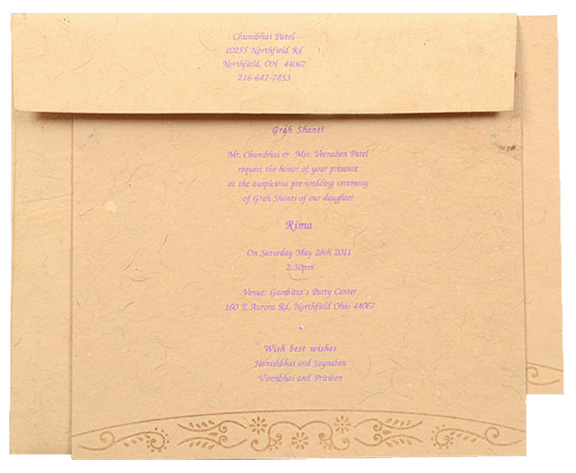 Chunibhai Patel
10255 Northfield Rd
Northfield, OH 44067
216-647-7853
Grah Shanti
Mr. Chunibhai & Mrs. Veenaben Patel
request the honor of your presence
at the auspicious pre-wedding ceremony
of Grah Shanti of our daughter
Rima
On Saturday May 28th 2011
2:30pm
Venue: Gambitta's Party Center
160 E. Aurora Rd, Northfield Ohio 44067
Wish best wishes
and Jaynaben
Virenbhai and Pritiben